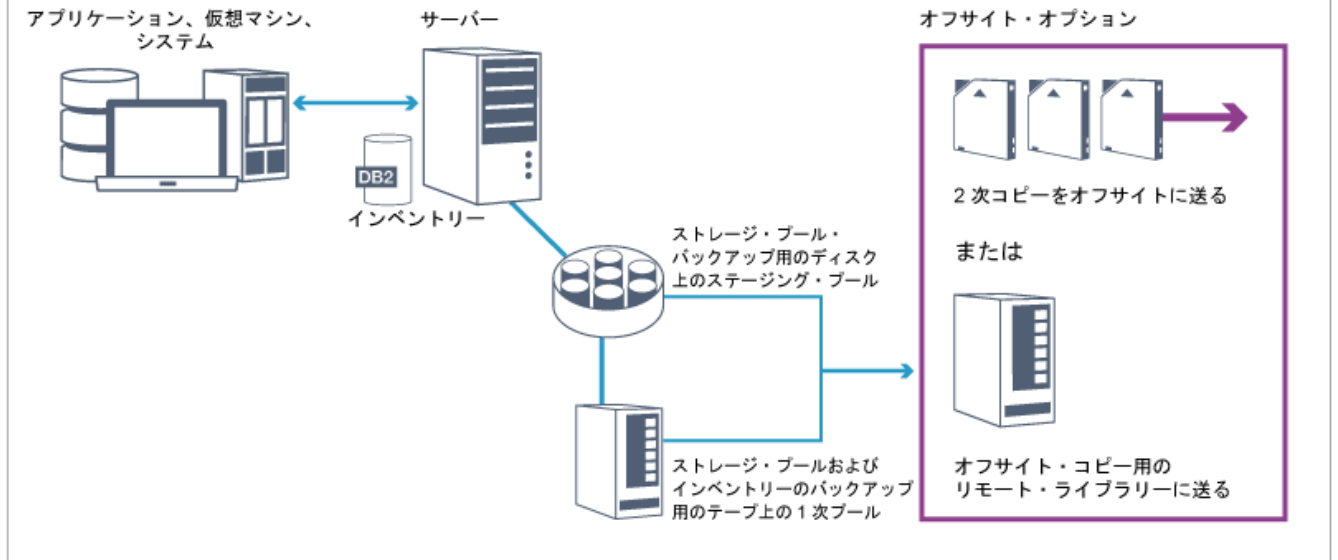 アプリケーション、仮想マシン、
システム
サーバー
オフサイト・オプション
DB2
インベントリー
ストレージ・プール・
バックアップ用のディスク
上のステージング・プール
2 次コピーをオフサイトに送る
または
ストレージ・プールおよび
インベントリーのバックアップ
用のテープ上の 1 次プール
オフサイト・コピー用の
リモート・ライブラリーに送る